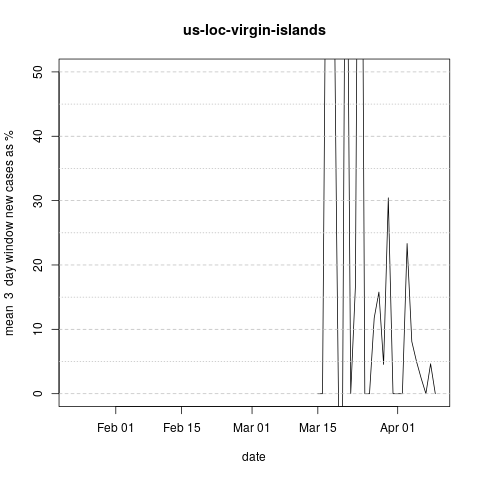 us-loc-virgin-islands
mean 3 day window new cases as %
50
40
30
20
10
0
Feb 01 Feb 15 Mar 01 Mar 15 Apr 01
date